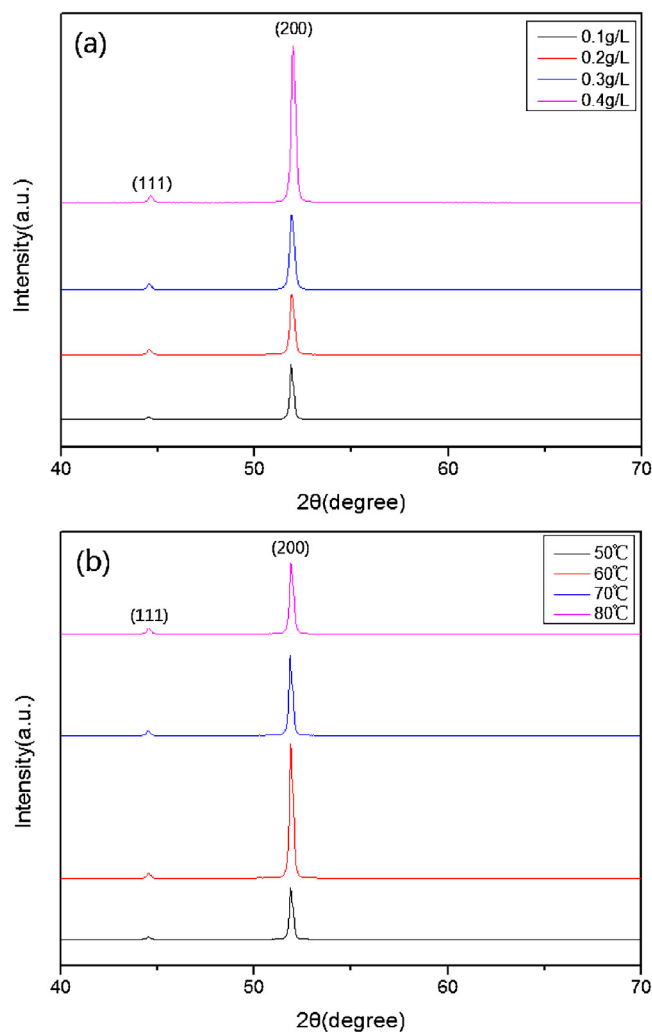 (a)
(200)
0.1g/L
0.2g/L
0.3g/L
0.4g/L
(111)
Intensity(a.u.)
40 50 60 70
2θ(degree)
(b)
(200)
50℃
60℃
70℃
80℃
(111)
Intensity(a.u.)
40 50 60 70
2θ(degree)